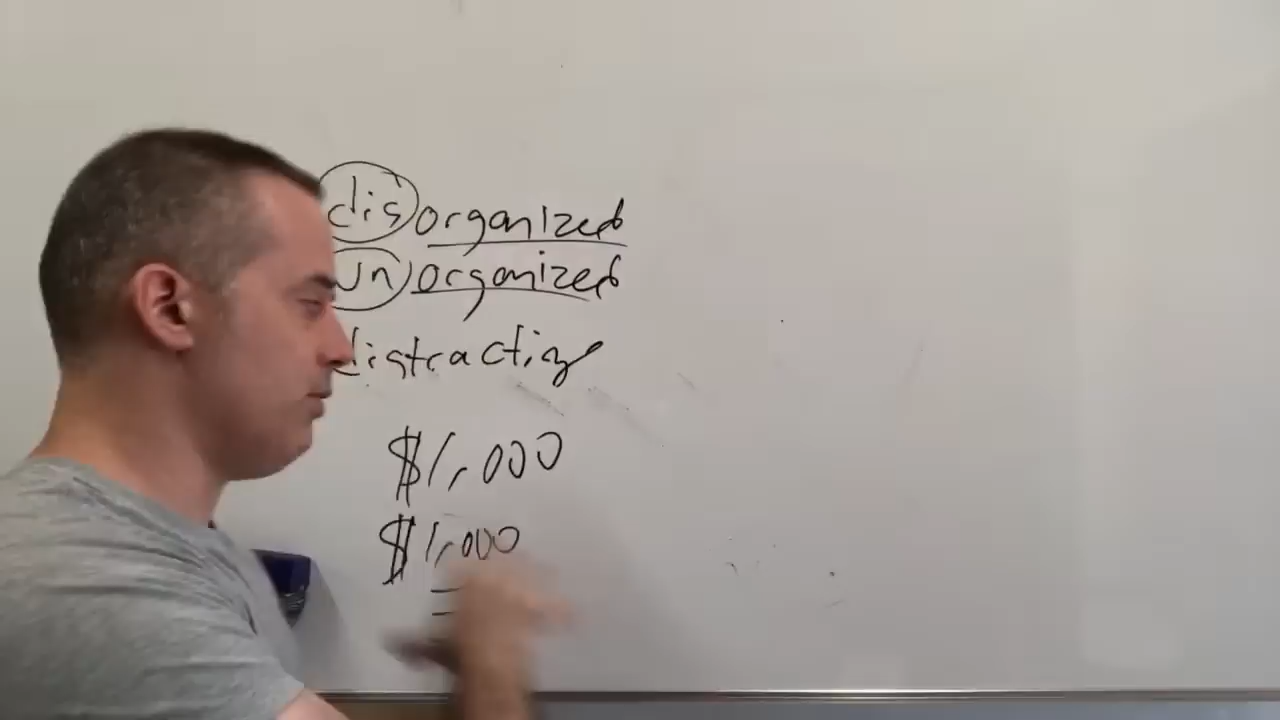 disorganized
unorganized
distracting
$1,000
$1,000